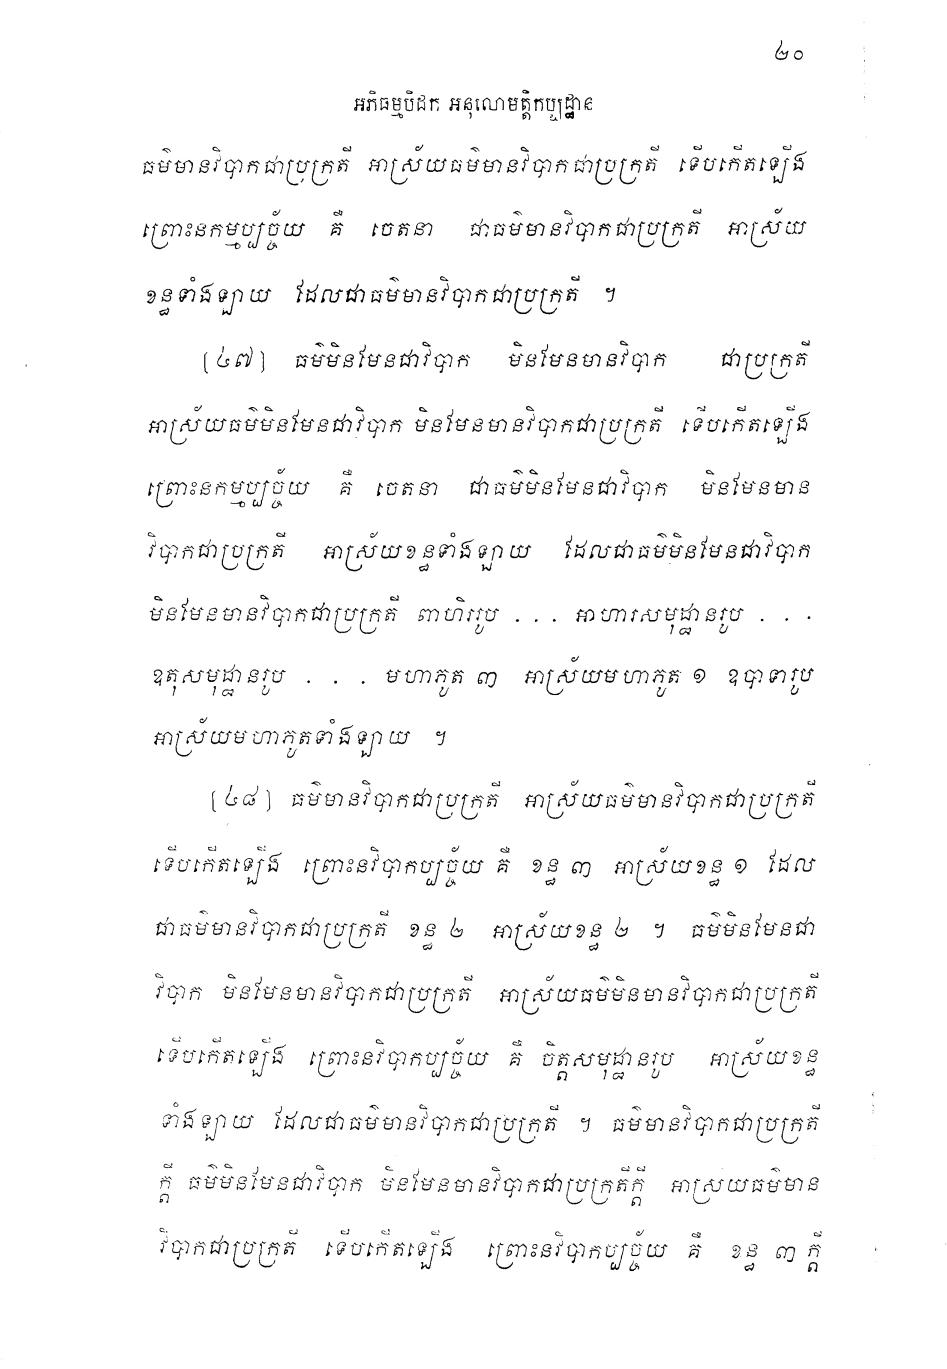 ២០
អភិធម្មបិដក អនុលោមត្តិកប្បដ្ឋាន
ធម៌មានវិបាកជាប្រក្រតី អាស្រ័យធម៌មានវិបាកជាប្រក្រតី ទើបកើតឡើង
ព្រោះនកម្មប្បច្ច័យ គឺ ចេតនា ជាធម៌មានវិបាកជាប្រក្រតី អាស្រ័យ
ខន្ធទាំងឡាយ ដែលជាធម៌មានវិបាកជាប្រក្រតី ។
[៤៧] ធម៌មិនមែនជាវិបាក មិនមែនមានវិបាក ជាប្រក្រតី
អាស្រ័យធម៌មិនមែនជាវិបាក មិនមែនមានវិបាកជាប្រក្រតី ទើបកើតឡើង
ព្រោះនកម្មប្បច្ច័យ គឺ ចេតនា ជាធម៌មិនមែនជាវិបាក មិនមែនមាន
វិបាកជាប្រក្រតី អាស្រ័យខន្ធទាំងឡាយ ដែលជាធម៌មិនមែនជាវិបាក
មិនមែនមានវិបាកជាប្រក្រតី ពាហិររូប . . . អាហារសមុដ្ឋានរូប . . .
ឧតុសមុដ្ឋានរូប . . . មហាភូត ៣ អាស្រ័យមហាភូត ១ ឧបាទារូប
អាស្រ័យមហាភូតទាំងឡាយ ។
[៤៨] ធម៌មានវិបាកជាប្រក្រតី អាស្រ័យធម៌មានវិបាកជាប្រក្រតី
ទើបកើតឡើង ព្រោះនវិបាកប្បច្ច័យ គឺ ខន្ធ ៣ អាស្រ័យខន្ធ ១ ដែល
ជាធម៌មានវិបាកជាប្រក្រតី ខន្ធ ២ អាស្រ័យខន្ធ ២ ។ ធម៌មិនមែនជា
វិបាក មិនមែនមានវិបាកជាប្រក្រតី អាស្រ័យធម៌មិនមានវិបាកជាប្រក្រតី
ទើបកើតឡើង ព្រោះនវិបាកប្បច្ច័យ គឺ ចិត្តសមុដ្ឋានរូប អាស្រ័យខន្ធ
ទាំងឡាយ ដែលជាធម៌មានវិបាកជាប្រក្រតី ។ ធម៌មានវិបាកជាប្រក្រតី
ក្តី ធម៌មិនមែនជាវិបាក មិនមែនមានវិបាកជាប្រក្រតីក្តី អាស្រយធម៌មាន
វិបាកជាប្រក្រតី ទើបកើតឡើង ព្រោះនវិបាកប្បច្ច័យ គឺ ខន្ធ ៣ ក្តី